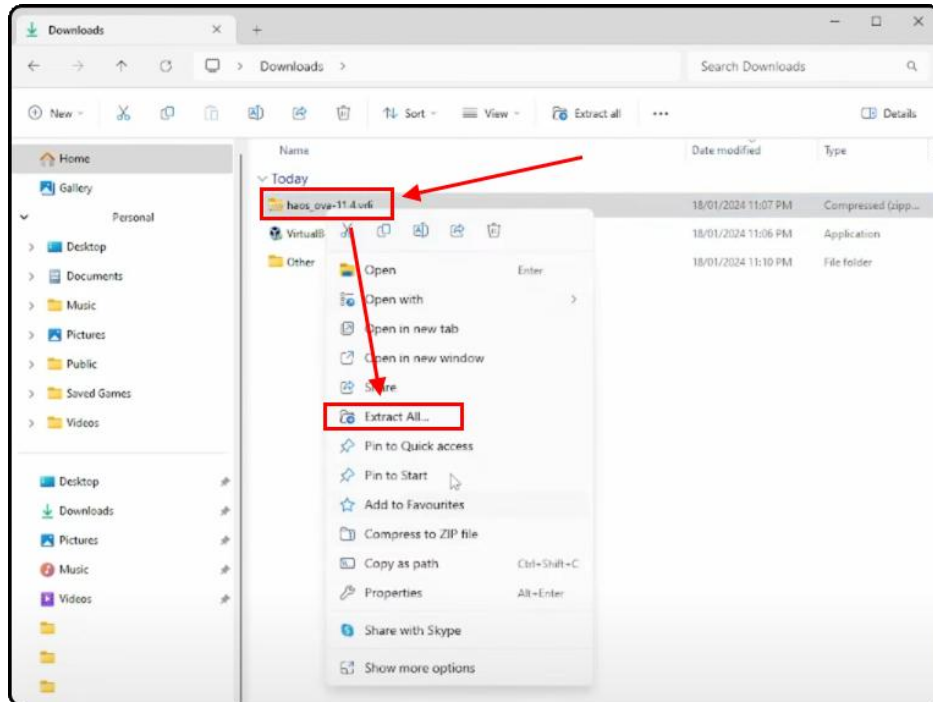 Downloads
Downloads
Search Downloads
New
Sort
View
Extract all
Details
Name
Date modified
Type
Home
Gallery
Personal
Desktop
Documents
Music
Pictures
Public
Saved Games
Videos
Desktop
Downloads
Pictures
Music
Videos
Today
haos_ova-11.4.vdi
18/01/2024 11:07 PM
Compressed (zipp...
18/01/2024 11:06 PM
Application
Other
18/01/2024 11:10 PM
File folder
Open
Enter
Open with
Open in new tab
Open in new window
Share
Extract All...
Pin to Quick access
Pin to Start
Add to Favourites
Compress to ZIP file
Copy as path
Ctrl+Shift+C
Properties
Alt+Enter
Share with Skype
Show more options